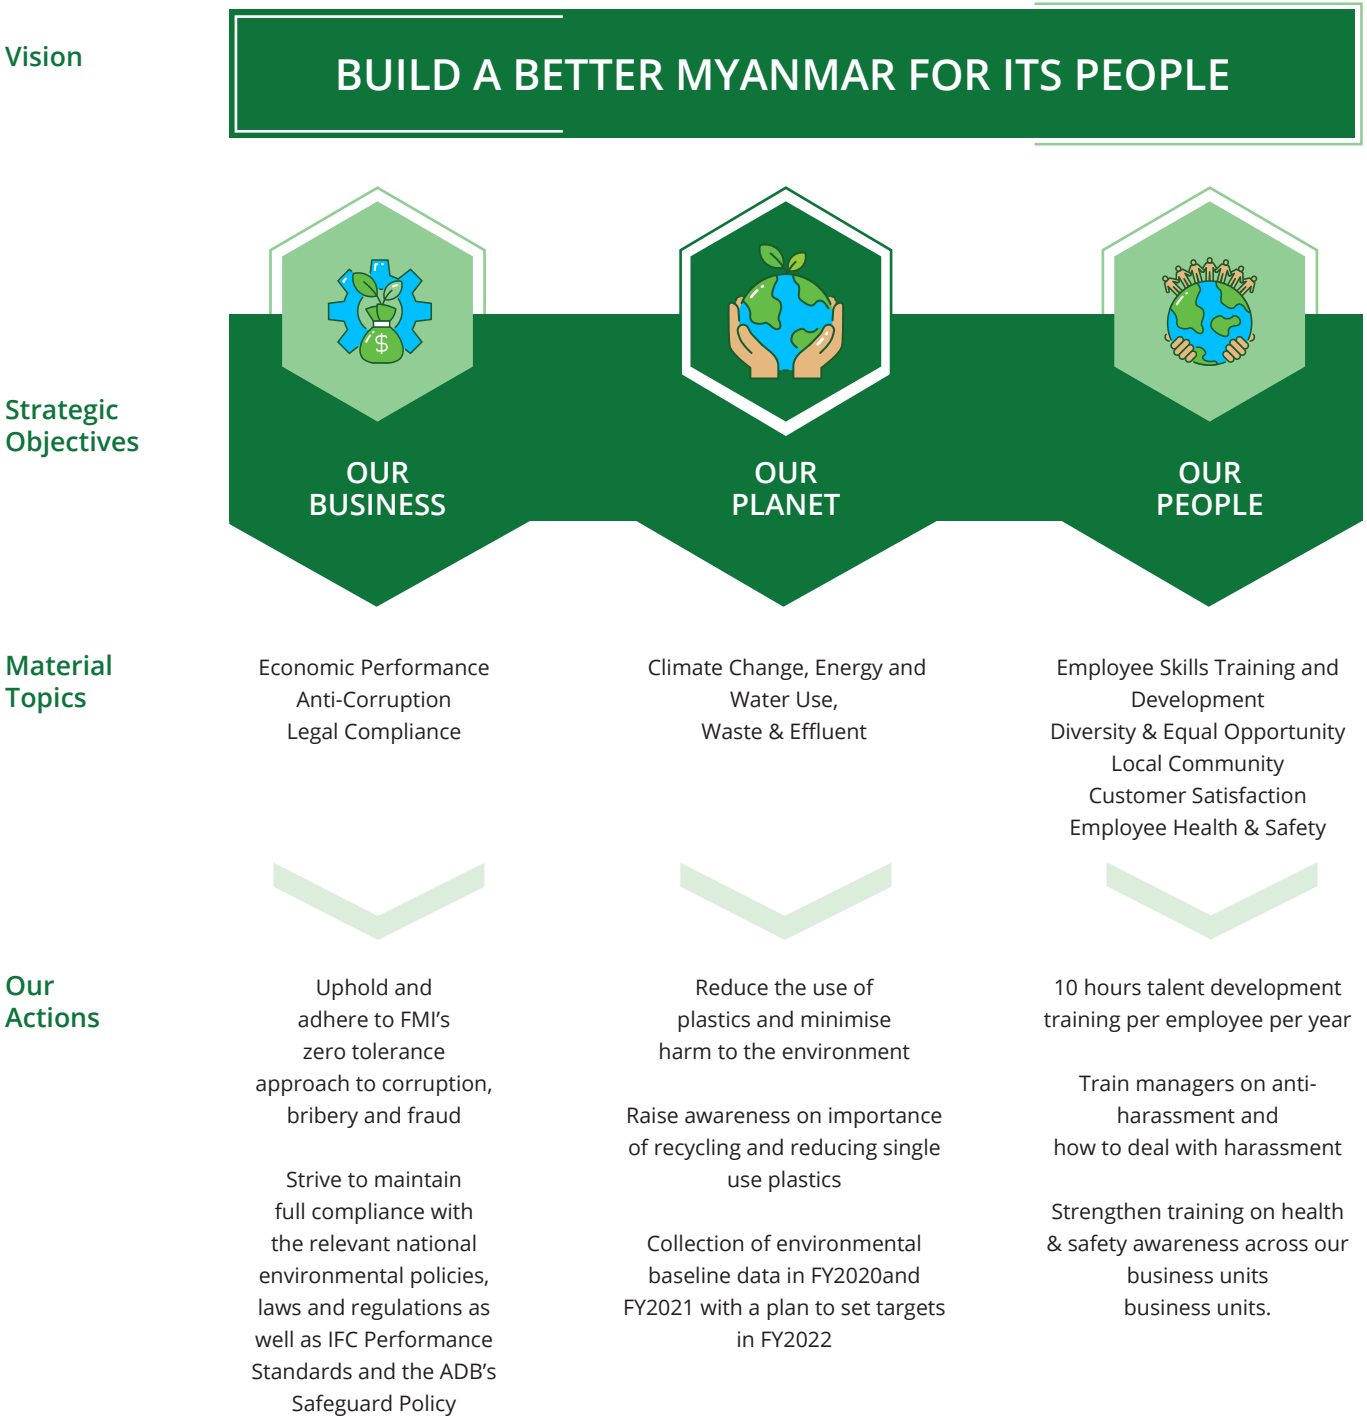 Vision
BUILD A BETTER MYANMAR FOR ITS PEOPLE
$
Strategic
Objectives
OUR
BUSINESS
OUR
PLANET
OUR
PEOPLE
Material
Topics
Economic Performance
Anti-Corruption
Legal Compliance
Climate Change, Energy and
Water Use,
Waste & Effluent
Employee Skills Training and
Development
Diversity & Equal Opportunity
Local Community
Customer Satisfaction
Employee Health & Safety
Our
Actions
Uphold and
adhere to FMI’s
zero tolerance
approach to corruption,
bribery and fraud
Strive to maintain
full compliance with
the relevant national
environmental policies,
laws and regulations as
well as IFC Performance
Standards and the ADB’s
Safeguard Policy
Reduce the use of
plastics and minimise
harm to the environment
Raise awareness on importance
of recycling and reducing single
use plastics
Collection of environmental
baseline data in FY2020and
FY2021 with a plan to set targets
in FY2022
10 hours talent development
training per employee per year
Train managers on anti-
harassment and
how to deal with harassment
Strengthen training on health
& safety awareness across our
business units
business units.